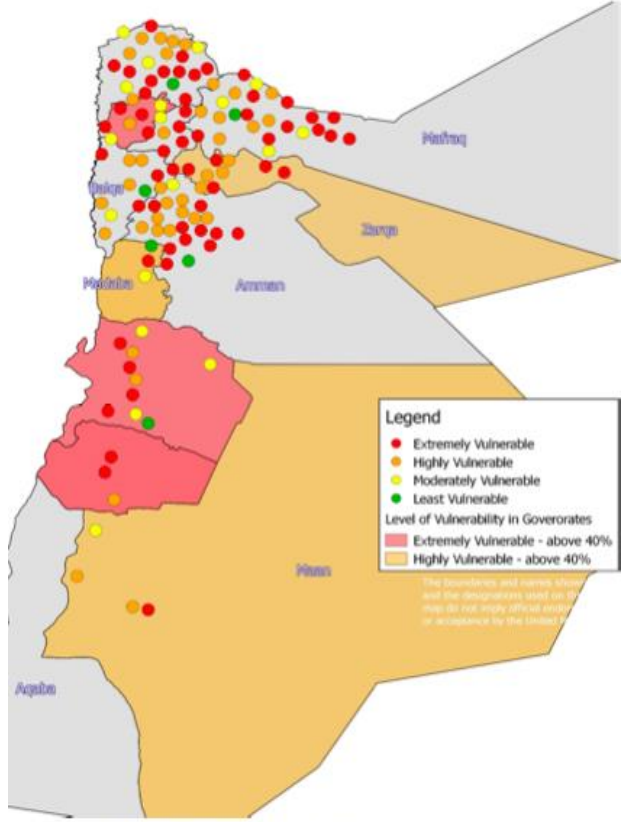 Mafraq
Balqa
Zarqa
Madaba
Amman
Legend
Extremely Vulnerable
Highly Vulnerable
Moderately Vulnerable
Least Vulnerable
Level of Vulnerability in Goverorates
Extremely Vulnerable - above 40%
Highly Vulnerable - above 40%
The boundaries and names show
and the designations used on th
map do not imply official endor
or acceptance by the United N
Maan
Aqaba